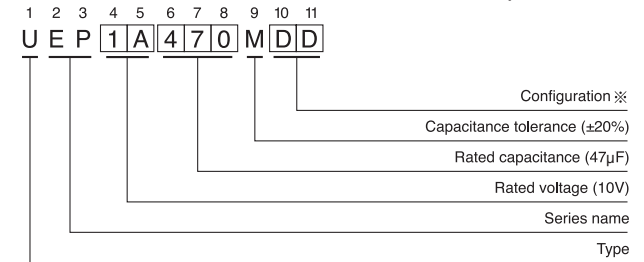 1 2 3 4 5 6 7 8 9 10 11
U E P 1 A 4 7 0 M D D
Configuration ※
Capacitance tolerance (±20%)
Rated capacitance (47µF)
Rated voltage (10V)
Series name
Type